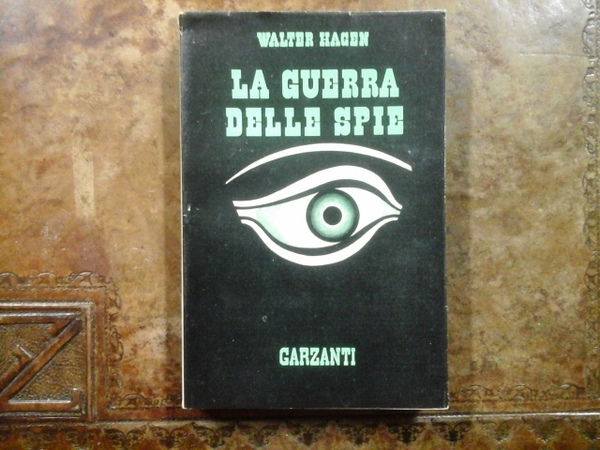 WALTER HAGEN
LA GUERRA
DELLE SPIE
GARZANTI